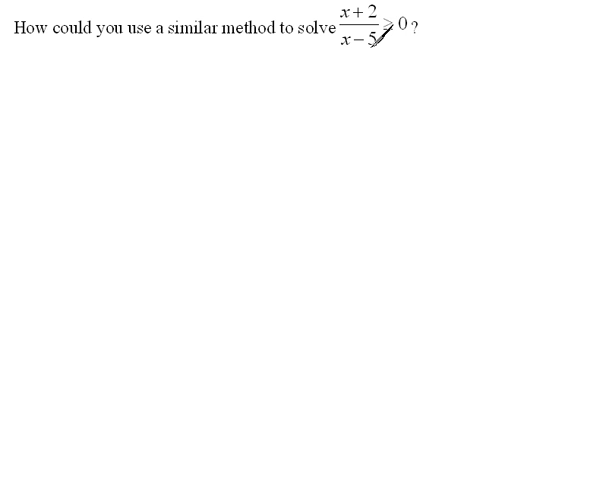 How could you use a similar method to solve (x+2)/(x−5) ≥ 0 ?